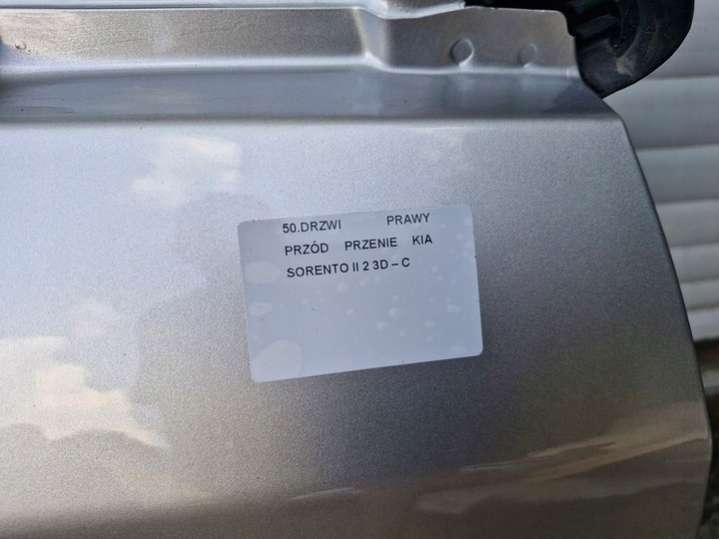 50.DRZWI PRAWY
PRZÓD PRZENIE KIA
SORENTO II 2 3D – C